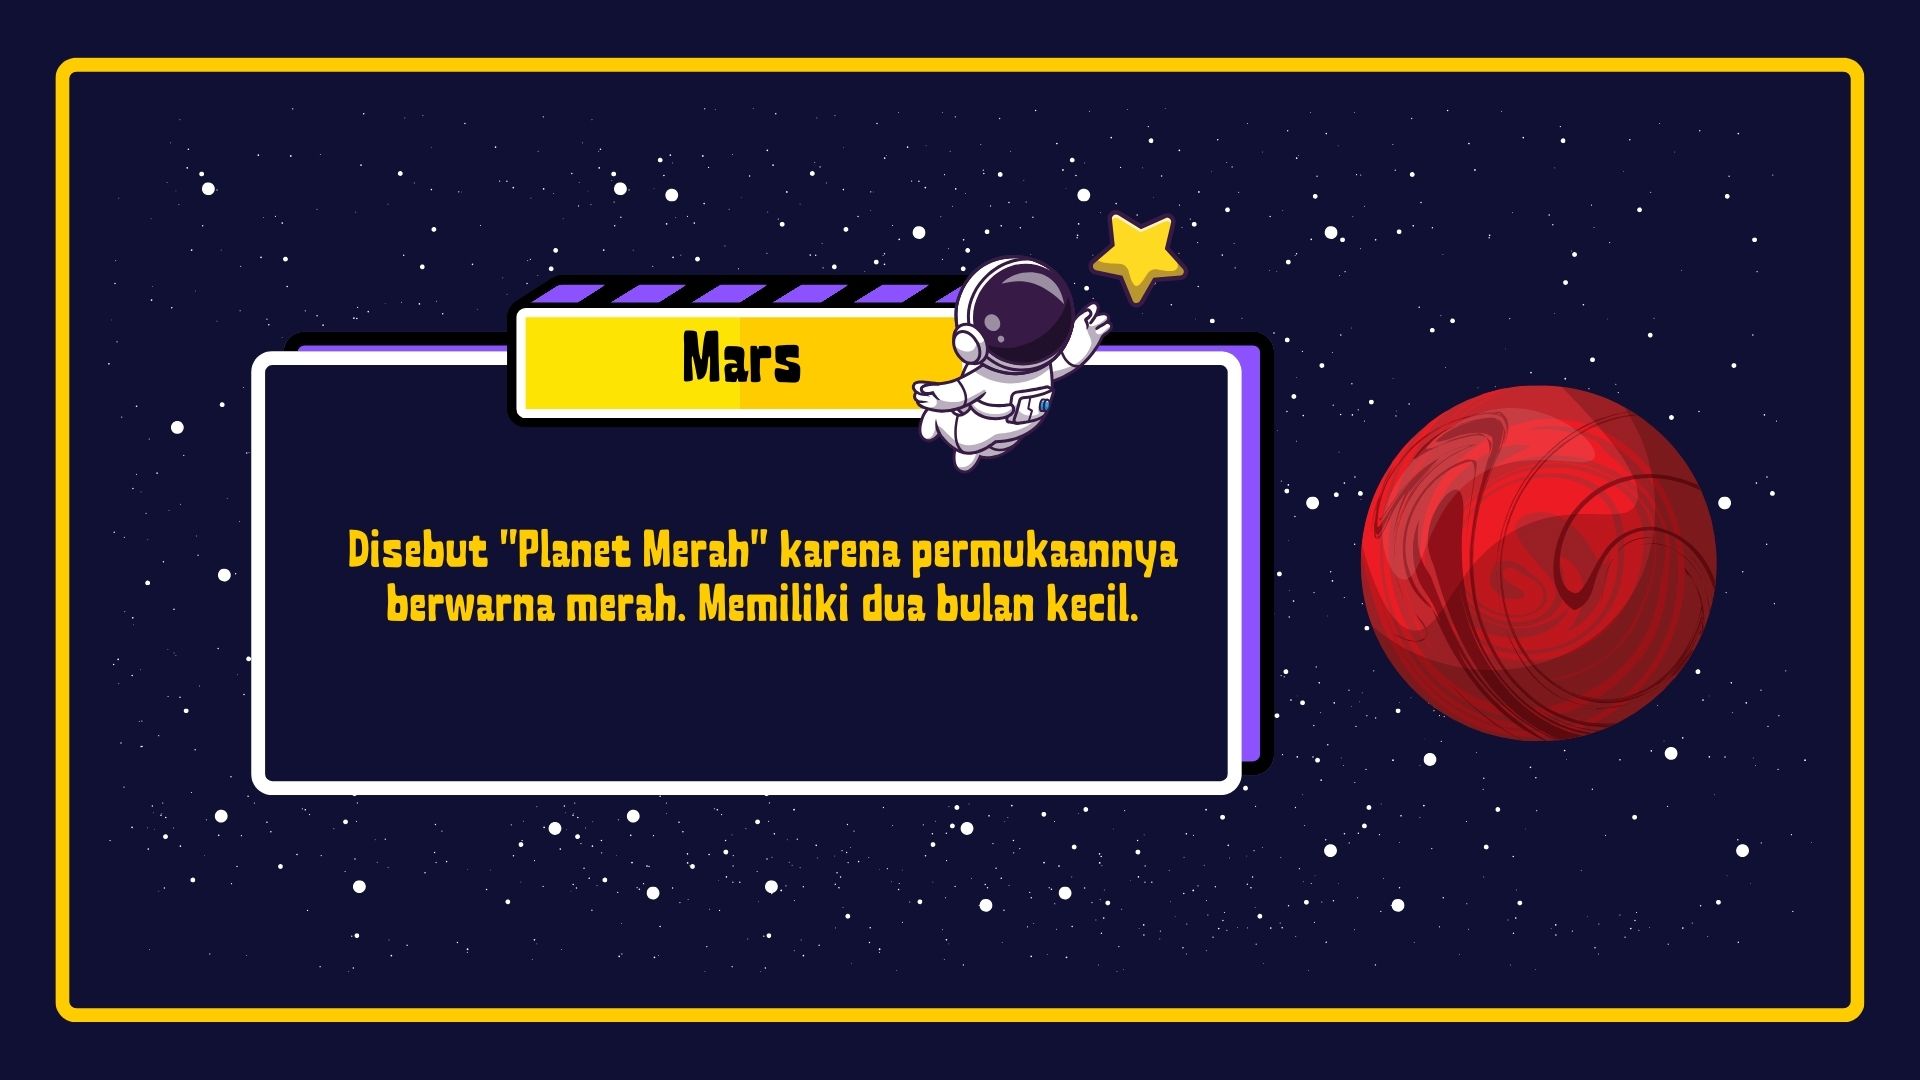 Mars
Disebut "Planet Merah" karena permukaannya
berwarna merah. Memiliki dua bulan kecil.